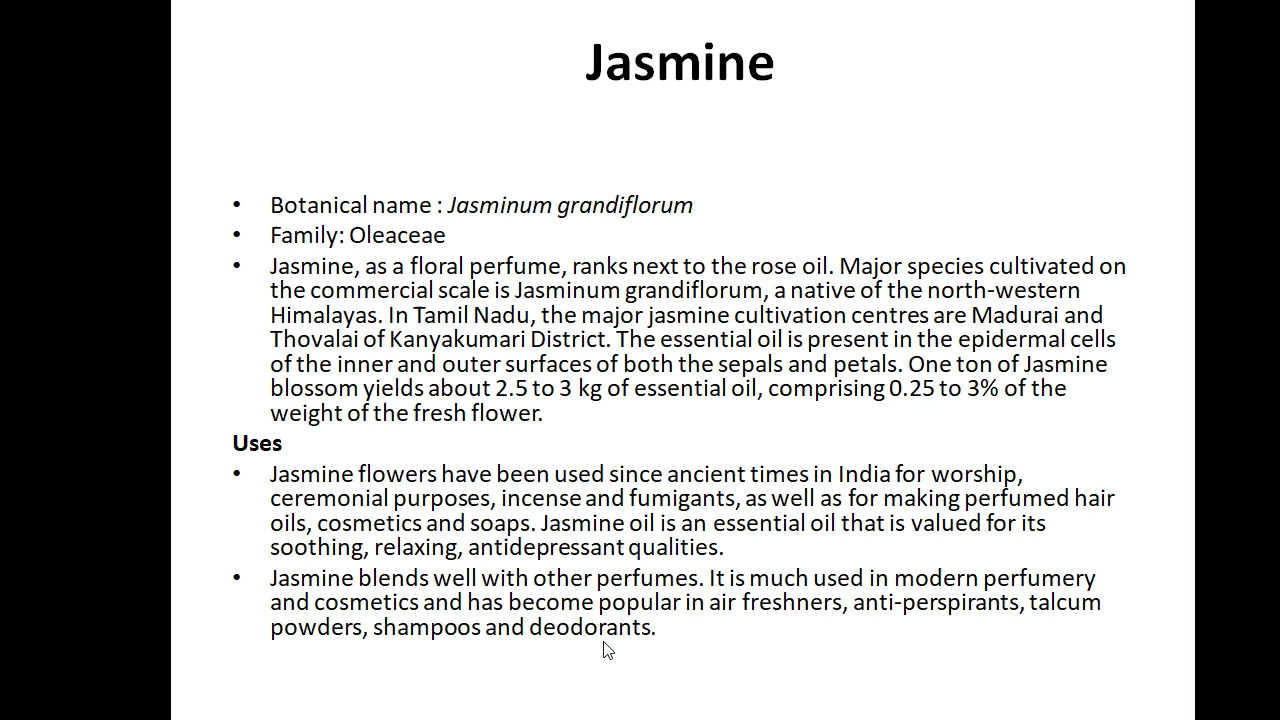 Jasmine
• Botanical name : Jasminum grandiflorum
• Family: Oleaceae
• Jasmine, as a floral perfume, ranks next to the rose oil. Major species cultivated on
the commercial scale is Jasminum grandiflorum, a native of the north-western
Himalayas. In Tamil Nadu, the major jasmine cultivation centres are Madurai and
Thovalai of Kanyakumari District. The essential oil is present in the epidermal cells
of the inner and outer surfaces of both the sepals and petals. One ton of Jasmine
blossom yields about 2.5 to 3 kg of essential oil, comprising 0.25 to 3% of the
weight of the fresh flower.
Uses
• Jasmine flowers have been used since ancient times in India for worship,
ceremonial purposes, incense and fumigants, as well as for making perfumed hair
oils, cosmetics and soaps. Jasmine oil is an essential oil that is valued for its
soothing, relaxing, antidepressant qualities.
• Jasmine blends well with other perfumes. It is much used in modern perfumery
and cosmetics and has become popular in air freshners, anti-perspirants, talcum
powders, shampoos and deodorants.